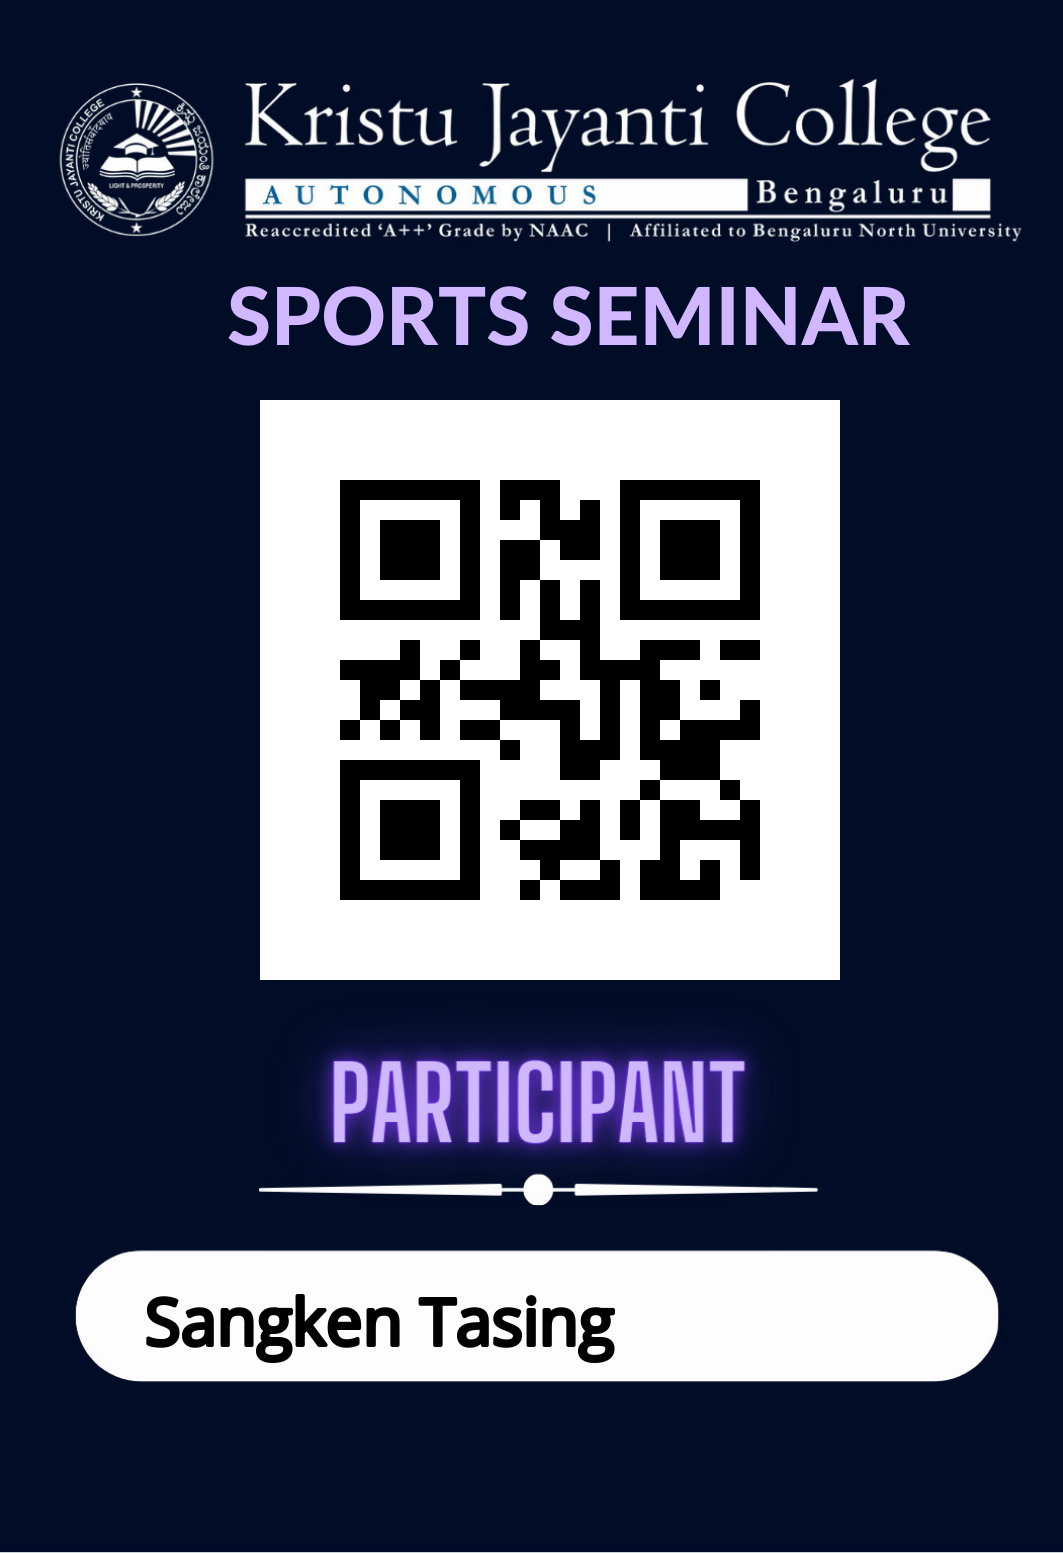 KRISTU JAYANTI COLLEGE
LIGHT & PROSPERITY
Kristu Jayanti College
AUTONOMOUS Bengaluru
Reaccredited ‘A++’ Grade by NAAC | Affiliated to Bengaluru North University
SPORTS SEMINAR
PARTICIPANT
Sangken Tasing